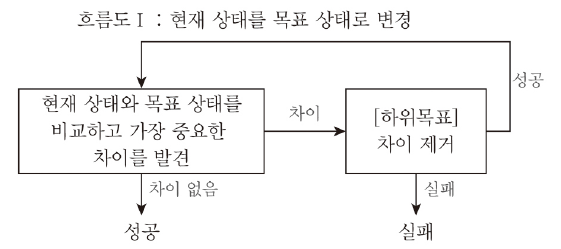 흐름도 I : 현재 상태를 목표 상태로 변경
성공
현재 상태와 목표 상태를
비교하고 가장 중요한
차이를 발견
차이
[하위목표]
차이 제거
차이 없음
실패
성공
실패